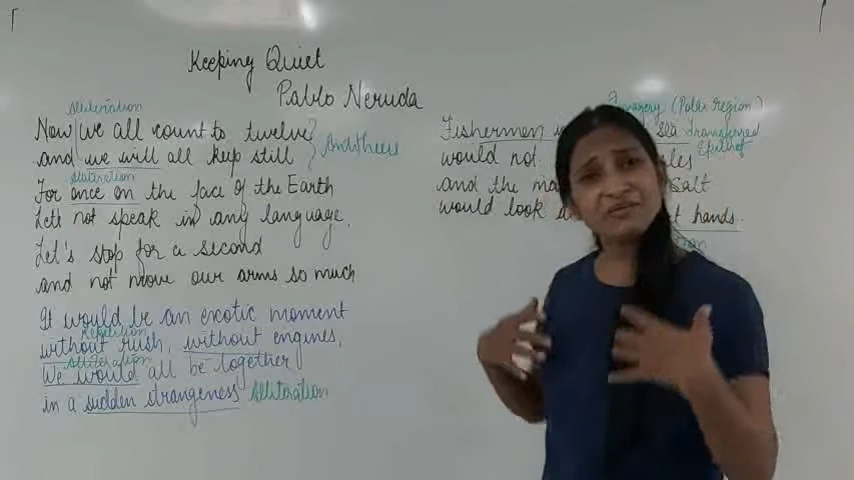 Keeping Quiet
Pablo Neruda
Alliteration
Now we all count to twelve
and we will all keep still
Antithesis
Alliteration
For once on the face of the Earth
Let's not speak in any language,
Let's stop for a second
and not move our arms so much
It would be an exotic moment
Repetition
without rush, without engines,
Alliteration
We would all be together
in a sudden strangeness Alliteration
Imagery (Polar region)
Fishermen sea transferred
Epithet
would not
and the salt
would look hands.